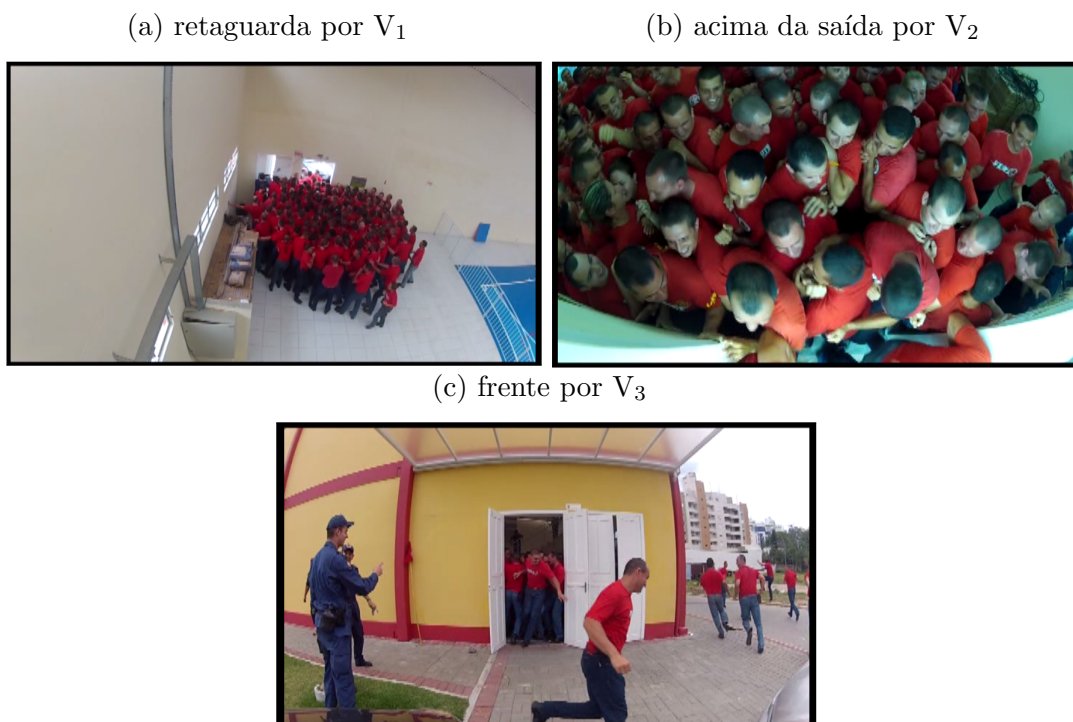 (a) retaguarda por V₁
(b) acima da saída por V₂
(c) frente por V₃